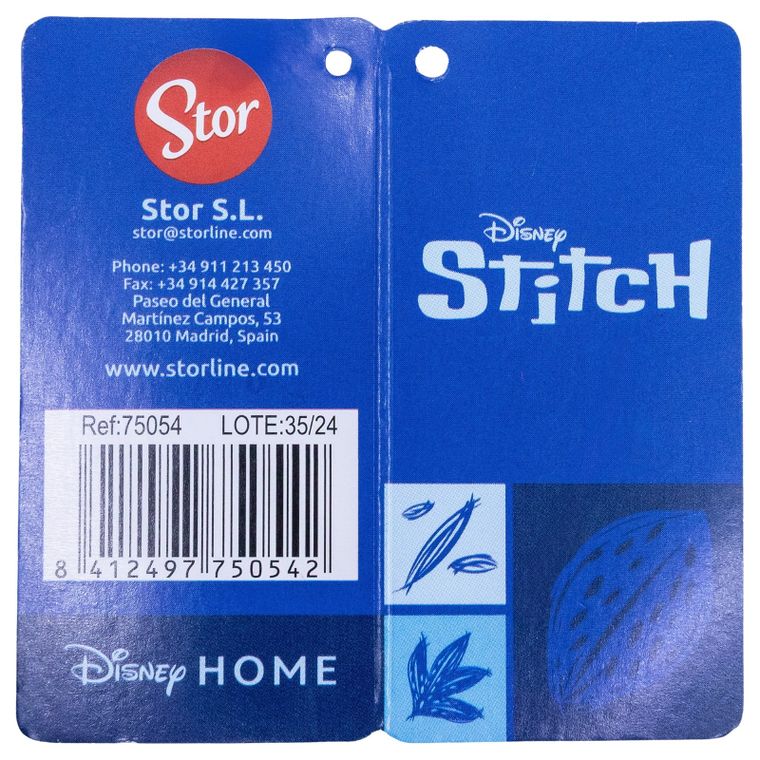 Stor
Stor S.L.
stor@storline.com
Phone: +34 911 213 450
Fax: +34 914 427 357
Paseo del General
Martínez Campos, 53
28010 Madrid, Spain
www.storline.com
Ref:75054 LOTE:35/24
8 412497 750542
Disney HOME
Disney
Stitch